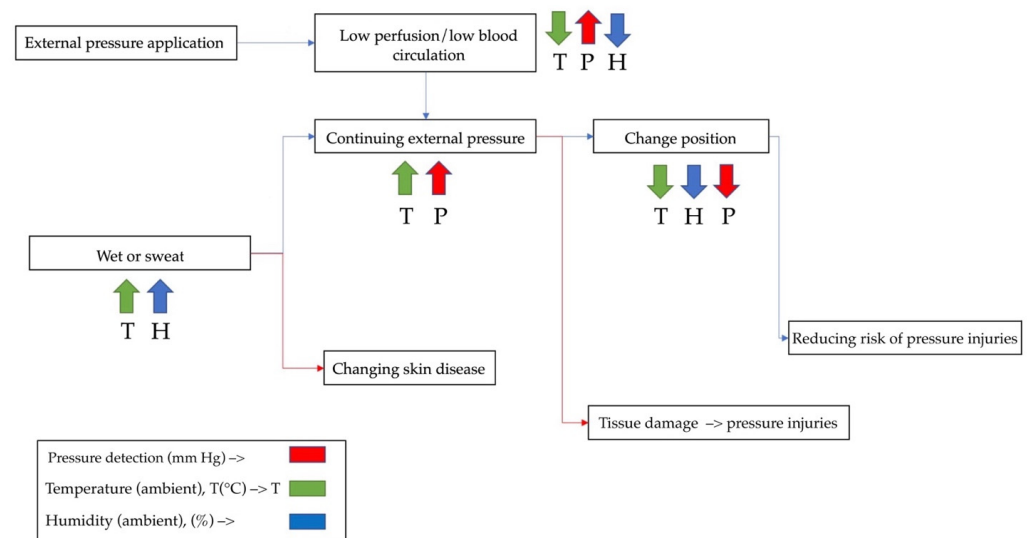 External pressure application
Low perfusion/low blood
circulation
T P H
Continuing external pressure
Change position
T P
T H P
Wet or sweat
T H
Reducing risk of pressure injuries
Changing skin disease
Tissue damage –> pressure injuries
Pressure detection (mm Hg) –>
Temperature (ambient), T(°C) –> T
Humidity (ambient), (%) –>